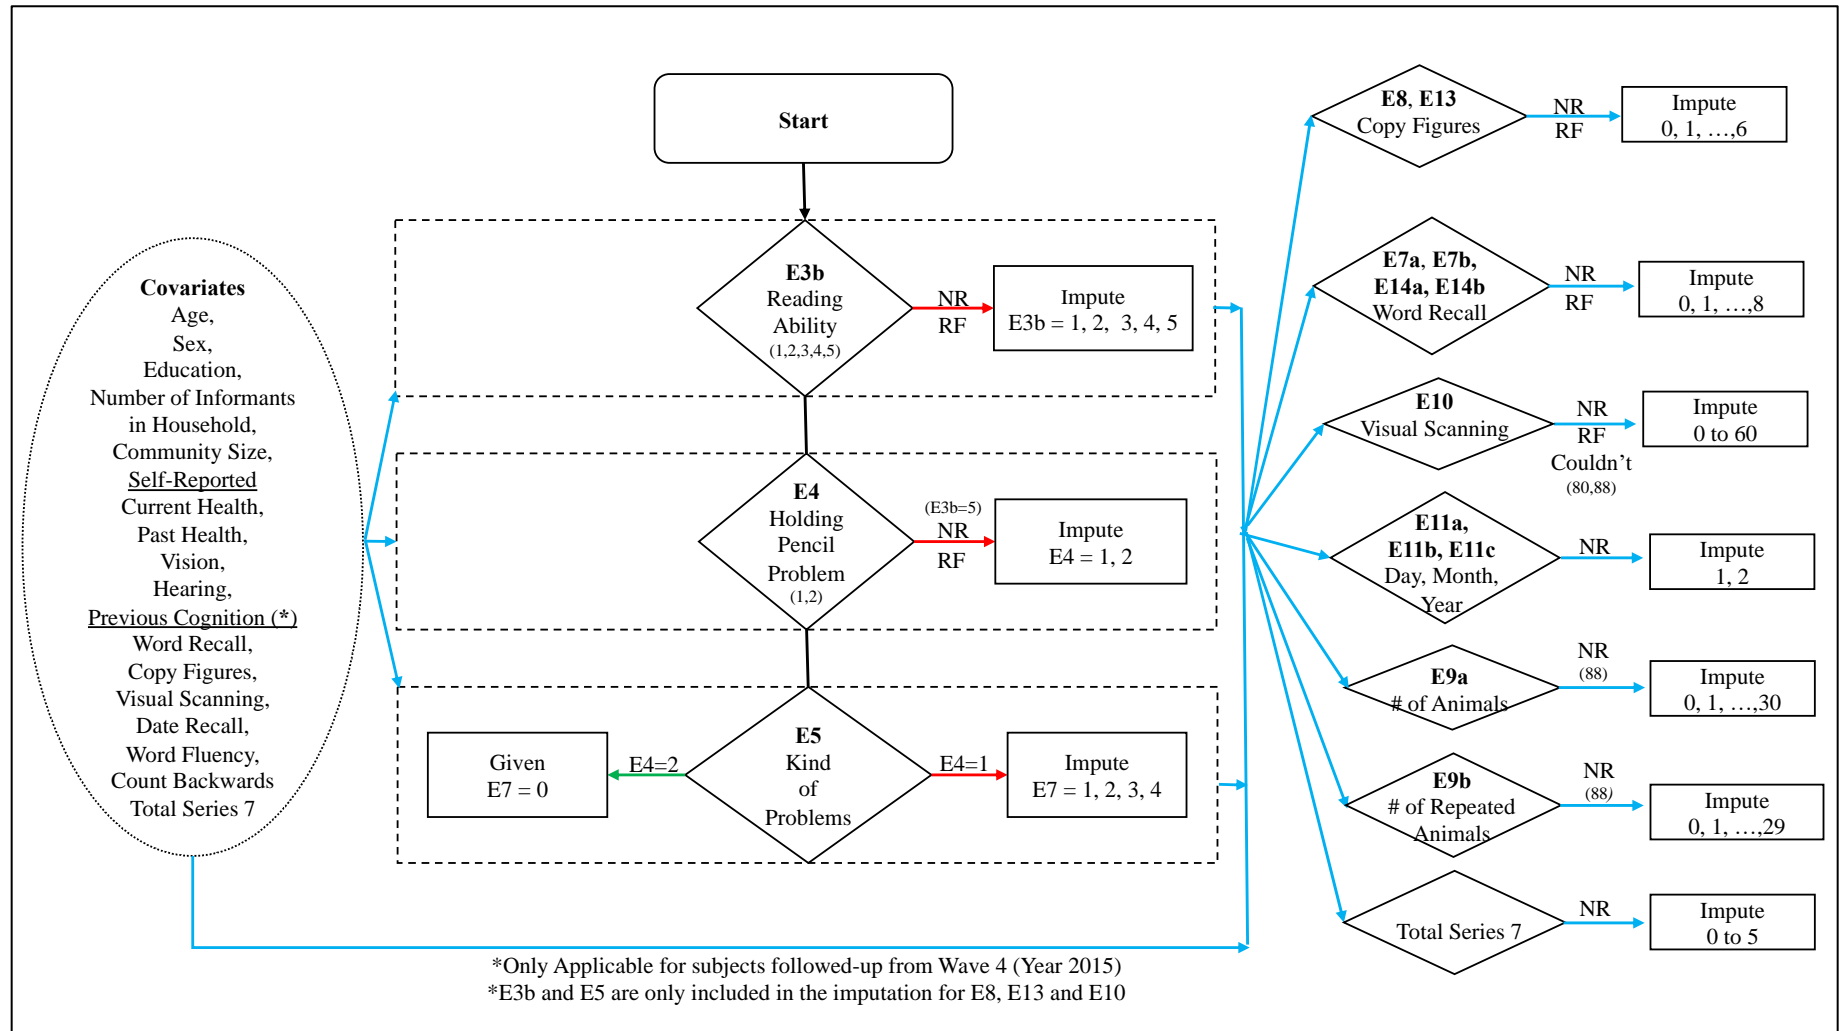 Start
Covariates
Age,
Sex,
Education,
Number of Informants
in Household,
Community Size,
Self-Reported
Current Health,
Past Health,
Vision,
Hearing,
Previous Cognition (*)
Word Recall,
Copy Figures,
Visual Scanning,
Date Recall,
Word Fluency,
Count Backwards
Total Series 7
E3b
Reading
Ability
(1,2,3,4,5)
NR
RF
Impute
E3b = 1, 2, 3, 4, 5
E4
Holding
Pencil
Problem
(1,2)
(E3b=5)
NR
RF
Impute
E4 = 1, 2
Given
E7 = 0
E4=2
E5
Kind
of
Problems
E4=1
Impute
E7 = 1, 2, 3, 4
E8, E13
Copy Figures
NR
RF
Impute
0, 1, …,6
E7a, E7b,
E14a, E14b
Word Recall
NR
RF
Impute
0, 1, …,8
E10
Visual Scanning
NR
RF
Couldn’t
(80,88)
Impute
0 to 60
E11a,
E11b, E11c
Day, Month,
Year
NR
Impute
1, 2
E9a
# of Animals
NR
(88)
Impute
0, 1, …,30
E9b
# of Repeated
Animals
NR
(88)
Impute
0, 1, …,29
Total Series 7
NR
Impute
0 to 5
*Only Applicable for subjects followed-up from Wave 4 (Year 2015)
*E3b and E5 are only included in the imputation for E8, E13 and E10